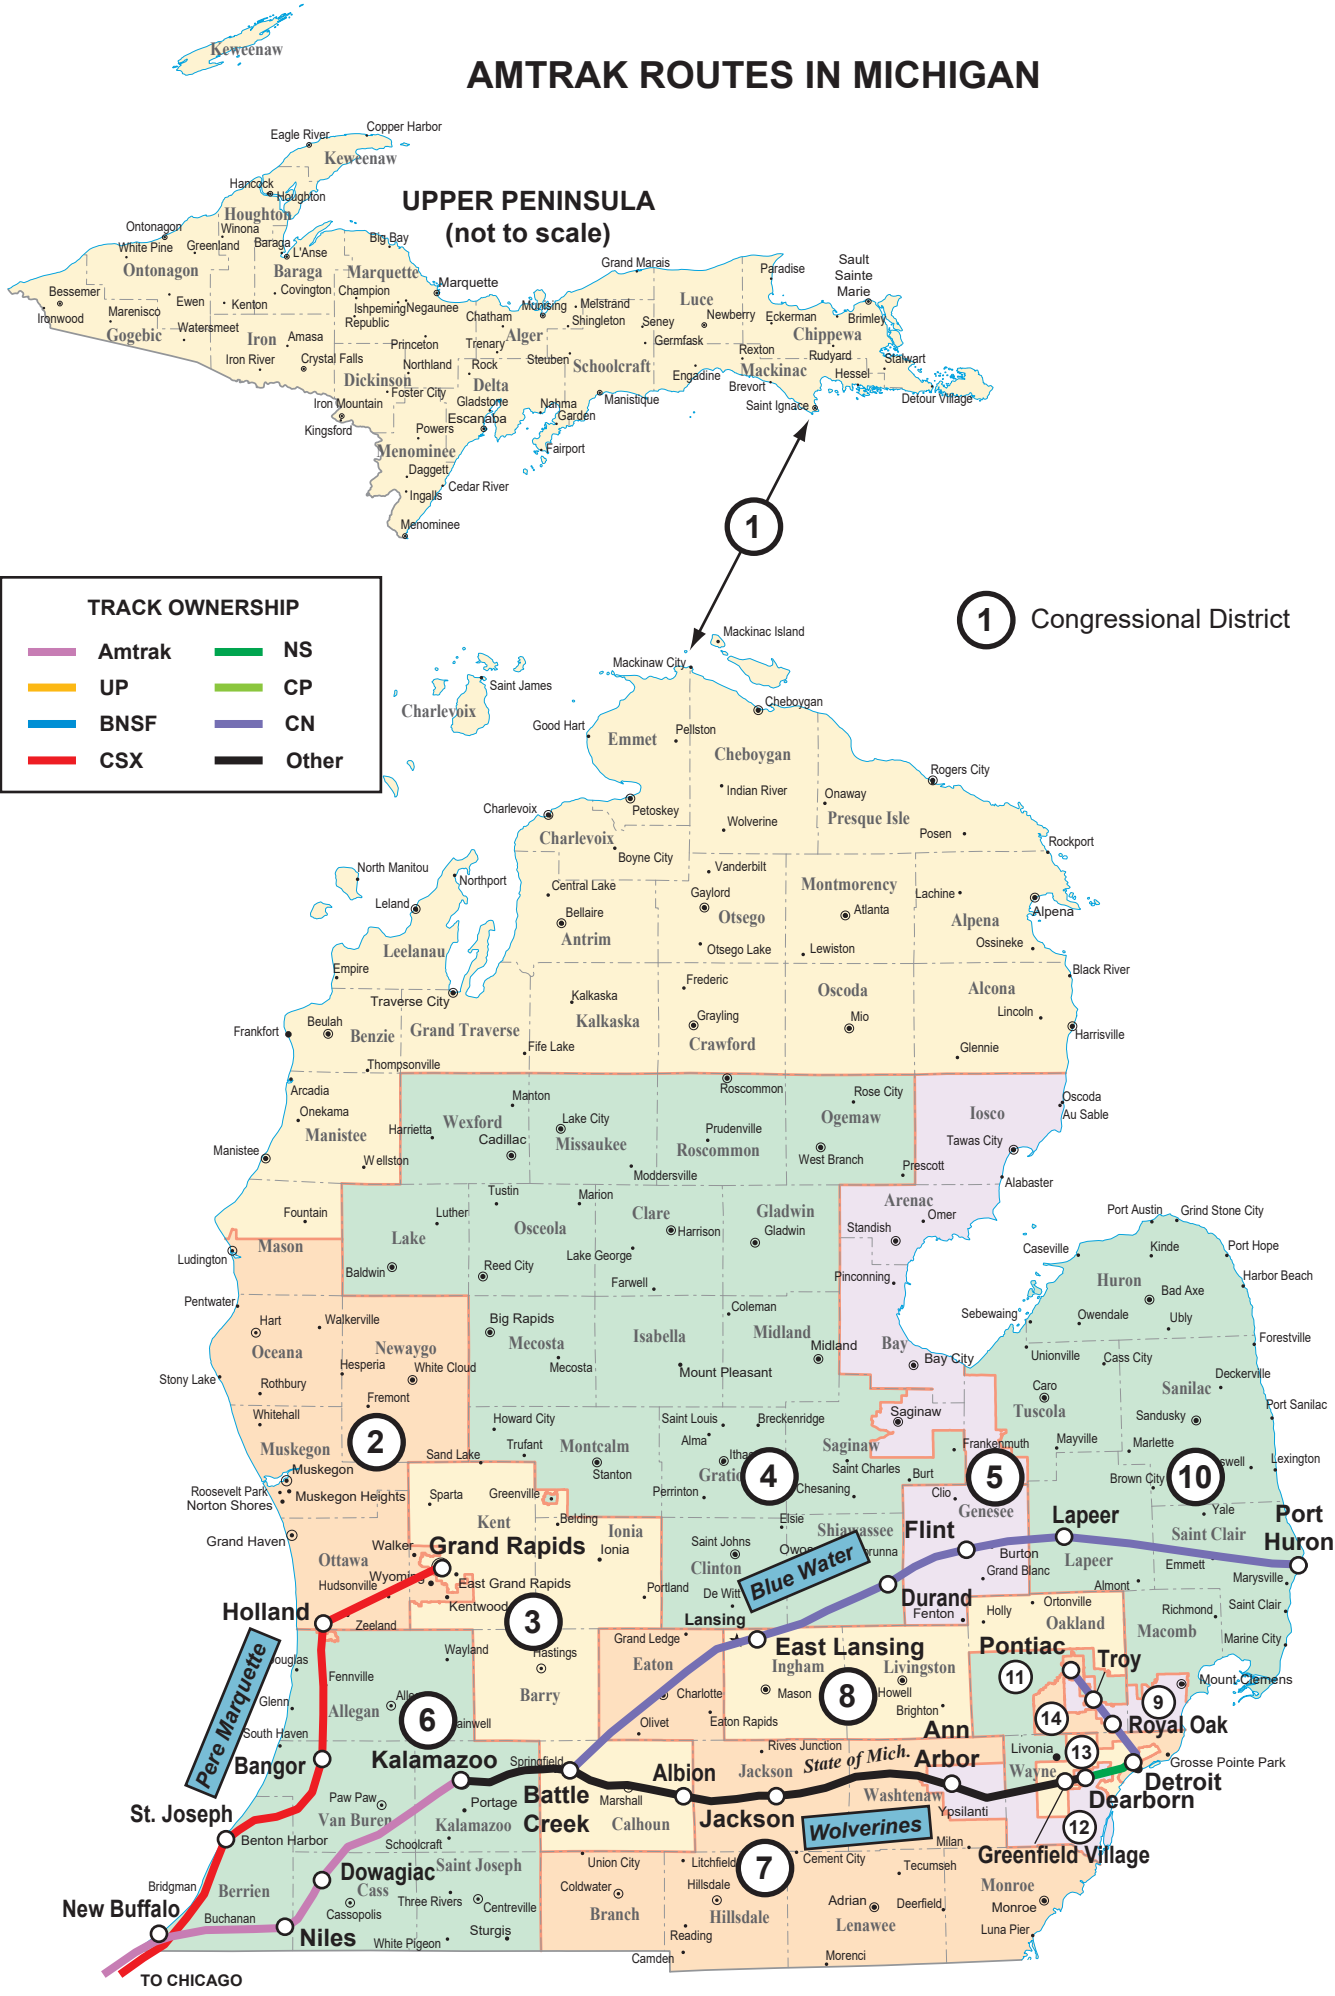 Keweenaw
AMTRAK ROUTES IN MICHIGAN
Copper Harbor
Eagle River
Keweenaw
Hancock
Houghton
UPPER PENINSULA
(not to scale)
Houghton
Ontonagon
Winona
White Pine
Greenland
Baraga
L'Anse
Big Bay
Ontonagon
Baraga
Marquette
Grand Marais
Paradise
Sault
Sainte
Marie
Bessemer
Ewen
Kenton
Covington
Champion
Marquette
Ironwood
Marenisco
Ishpeming
Negaunee
Republic
Munising
Melstrand
Luce
Newberry
Eckerman
Brimley
Gogebic
Watersmeet
Iron
Amasa
Chatham
Shingleton
Seney
Chippewa
Princeton
Trenary
Alger
Germfask
Rexton
Rudyard
Stalwart
Iron River
Crystal Falls
Northland
Rock
Steuben
Schoolcraft
Engadine
Mackinac
Hessel
Dickinson
Foster City
Delta
Brevort
Detour Village
Iron Mountain
Gladstone
Nahma
Manistique
Saint Ignace
Kingsford
Powers
Escanaba
Garden
Menominee
Fairport
Daggett
Ingalls
Cedar River
Menominee
1
TRACK OWNERSHIP
Amtrak
NS
UP
CP
BNSF
CN
CSX
Other
1
Congressional District
Mackinac Island
Mackinaw City
Saint James
Charlevoix
Cheboygan
Good Hart
Emmet
Pellston
Cheboygan
Rogers City
Indian River
Onaway
Charlevoix
Petoskey
Wolverine
Presque Isle
Posen
Charlevoix
Boyne City
Rockport
North Manitou
Northport
Vanderbilt
Central Lake
Gaylord
Montmorency
Lachine
Leland
Bellaire
Otsego
Atlanta
Alpena
Alpena
Antrim
Leelanau
Otsego Lake
Lewiston
Ossineke
Empire
Frederic
Black River
Traverse City
Kalkaska
Oscoda
Alcona
Frankfort
Beulah
Benzie
Grand Traverse
Kalkaska
Grayling
Mio
Lincoln
Harrisville
Crawford
Fife Lake
Glennie
Thompsonville
Arcadia
Roscommon
Rose City
Oscoda
Au Sable
Onekama
Manton
Ogemaw
Iosco
Manistee
Harrietta
Wexford
Lake City
Prudenville
Cadillac
Missaukee
Roscommon
Tawas City
Manistee
Wellston
West Branch
Prescott
Moddersville
Alabaster
Tustin
Marion
Arenac
Fountain
Luther
Osceola
Clare
Gladwin
Omer
Port Austin
Grind Stone City
Lake
Harrison
Gladwin
Standish
Caseville
Kinde
Port Hope
Ludington
Mason
Lake George
Baldwin
Reed City
Farwell
Pinconning
Huron
Harbor Beach
Bad Axe
Pentwater
Coleman
Sebewaing
Owendale
Ubly
Hart
Walkerville
Big Rapids
Isabella
Midland
Forestville
Oceana
Newaygo
Mecosta
Midland
Bay
Hesperia
White Cloud
Mecosta
Mount Pleasant
Bay City
Unionville
Cass City
Stony Lake
Rothbury
Fremont
Deckerville
Caro
Sanilac
Whitehall
Howard City
Saint Louis
Breckenridge
Saginaw
Tuscola
Sandusky
Port Sanilac
Muskegon
2
Trufant
Montcalm
Alma
Saginaw
Frankenmuth
Mayville
Marlette
Sand Lake
Stanton
4
Saint Charles
Burt
5
Brown City
10
Lexington
Muskegon
Roosevelt Park
Norton Shores
Muskegon Heights
Sparta
Greenville
Perrinton
Chesaning
Clio
Genesee
Yale
Port
Huron
Belding
Elsie
Grand Haven
Kent
Ionia
Saint Johns
Shiawassee
Flint
Lapeer
Saint Clair
Ottawa
Walker
Grand Rapids
Ionia
Clinton
Blue Water
Burton
Lapeer
Emmett
Hudsonville
Wyoming
East Grand Rapids
De Witt
Grand Blanc
Marysville
Kentwood
Portland
Durand
Almont
Holland
Zeeland
3
Lansing
Fenton
Holly
Ortonville
Oakland
Richmond
Saint Clair
Macomb
Grand Ledge
East Lansing
Pontiac
Marine City
Wayland
Hastings
Eaton
Ingham
Livingston
11
Troy
Mount Clemens
Pere Marquette
Fennville
Allegan
Mason
8
Howell
9
Glenn
6
Barry
Charlotte
Brighton
14
South Haven
Olivet
Eaton Rapids
Ann
Arbor
Royal Oak
Bangor
Kalamazoo
Springfield
Rives Junction
Livonia
13
Grosse Pointe Park
Albion
Jackson
State of Mich.
Wayne
Detroit
St. Joseph
Paw Paw
Battle
Creek
Marshall
Washtenaw
Dearborn
Van Buren
Portage
Jackson
Wolverines
Ypsilanti
12
Benton Harbor
Kalamazoo
Calhoun
Schoolcraft
Milan
Greenfield Village
Dowagiac
Saint Joseph
Union City
Litchfield
7
Cement City
Tecumseh
Bridgman
Berrien
Cass
Three Rivers
Coldwater
Hillsdale
Monroe
New Buffalo
Buchanan
Cassopolis
Centreville
Branch
Hillsdale
Adrian
Deerfield
Monroe
Niles
White Pigeon
Sturgis
Reading
Lenawee
Luna Pier
Camden
Morenci
TO CHICAGO